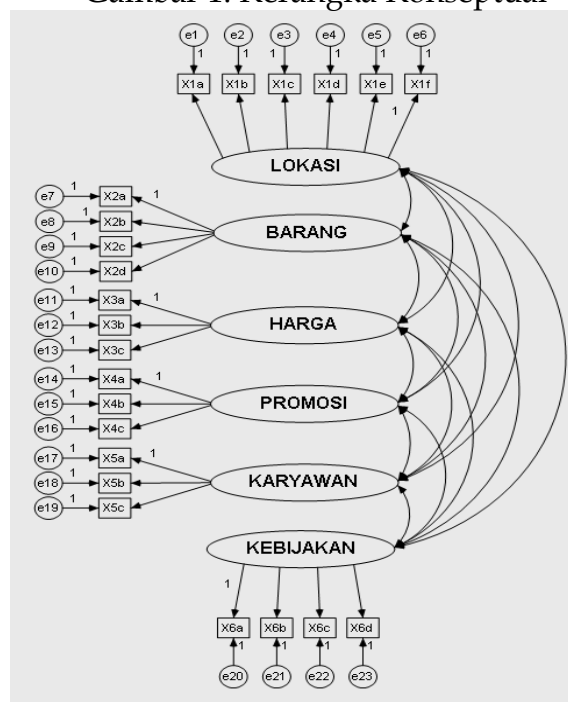 Gambar 1. Kerangka Konseptual
e1 e2 e3 e4 e5 e6
1 1 1 1 1 1
X1a X1b X1c X1d X1e X1f
1
LOKASI
e7 1 X2a 1
e8 1 X2b
BARANG
e9 1 X2c
e10 1 X2d
e11 1 X3a 1
e12 1 X3b
HARGA
e13 1 X3c
e14 1 X4a 1
e15 1 X4b
PROMOSI
e16 1 X4c
e17 1 X5a 1
e18 1 X5b
KARYAWAN
e19 1 X5c
KEBIJAKAN
1
X6a X6b X6c X6d
1 1 1 1
e20 e21 e22 e23